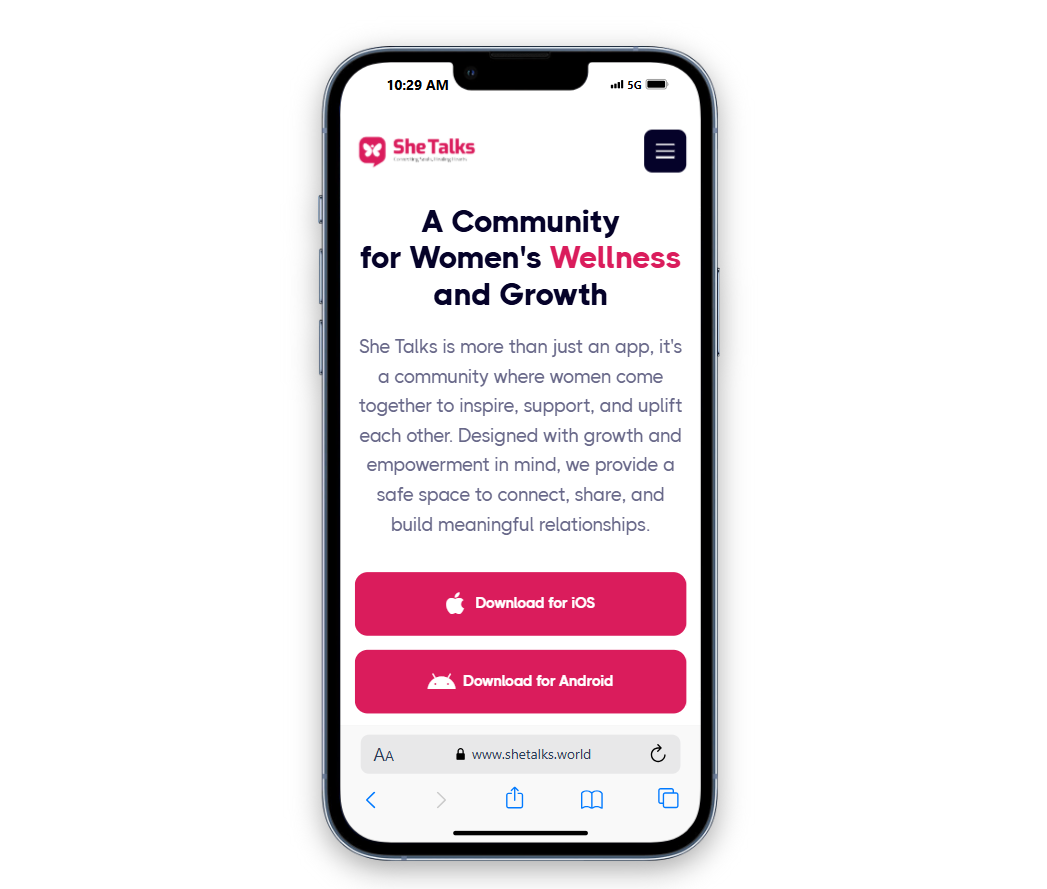 10:29 AM
5G
She Talks
A Community
for Women's Wellness
and Growth
She Talks is more than just an app, it's
a community where women come
together to inspire, support, and uplift
each other. Designed with growth and
empowerment in mind, we provide a
safe space to connect, share, and
build meaningful relationships.
Download for iOS
Download for Android
AA
www.shetalks.world